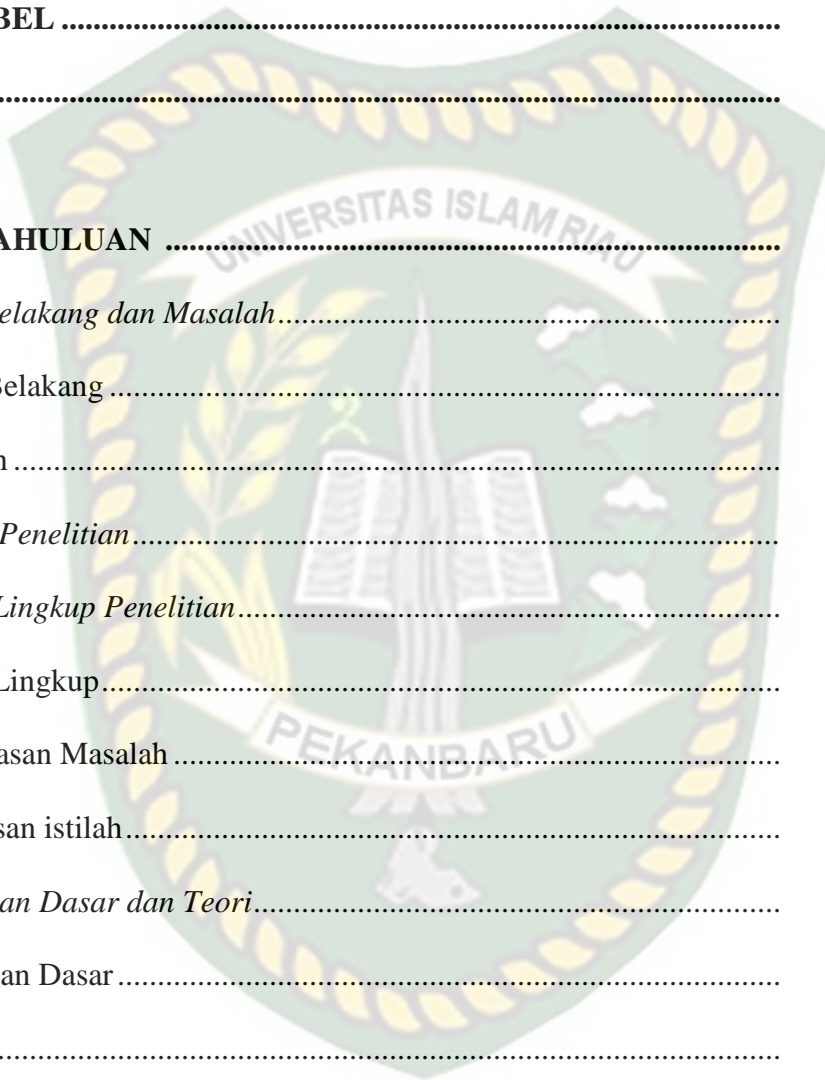 BEL ........................................................................
................................................................................
UNIVERSITAS ISLAM RIAU
AHULUAN ..............................................................
elakang dan Masalah..................................................
Belakang ....................................................................
n ................................................................................
Penelitian...................................................................
Lingkup Penelitian......................................................
Lingkup.....................................................................
PEKANBARU
asan Masalah .............................................................
san istilah..................................................................
an Dasar dan Teori.....................................................
an Dasar ...................................................................
................................................................................